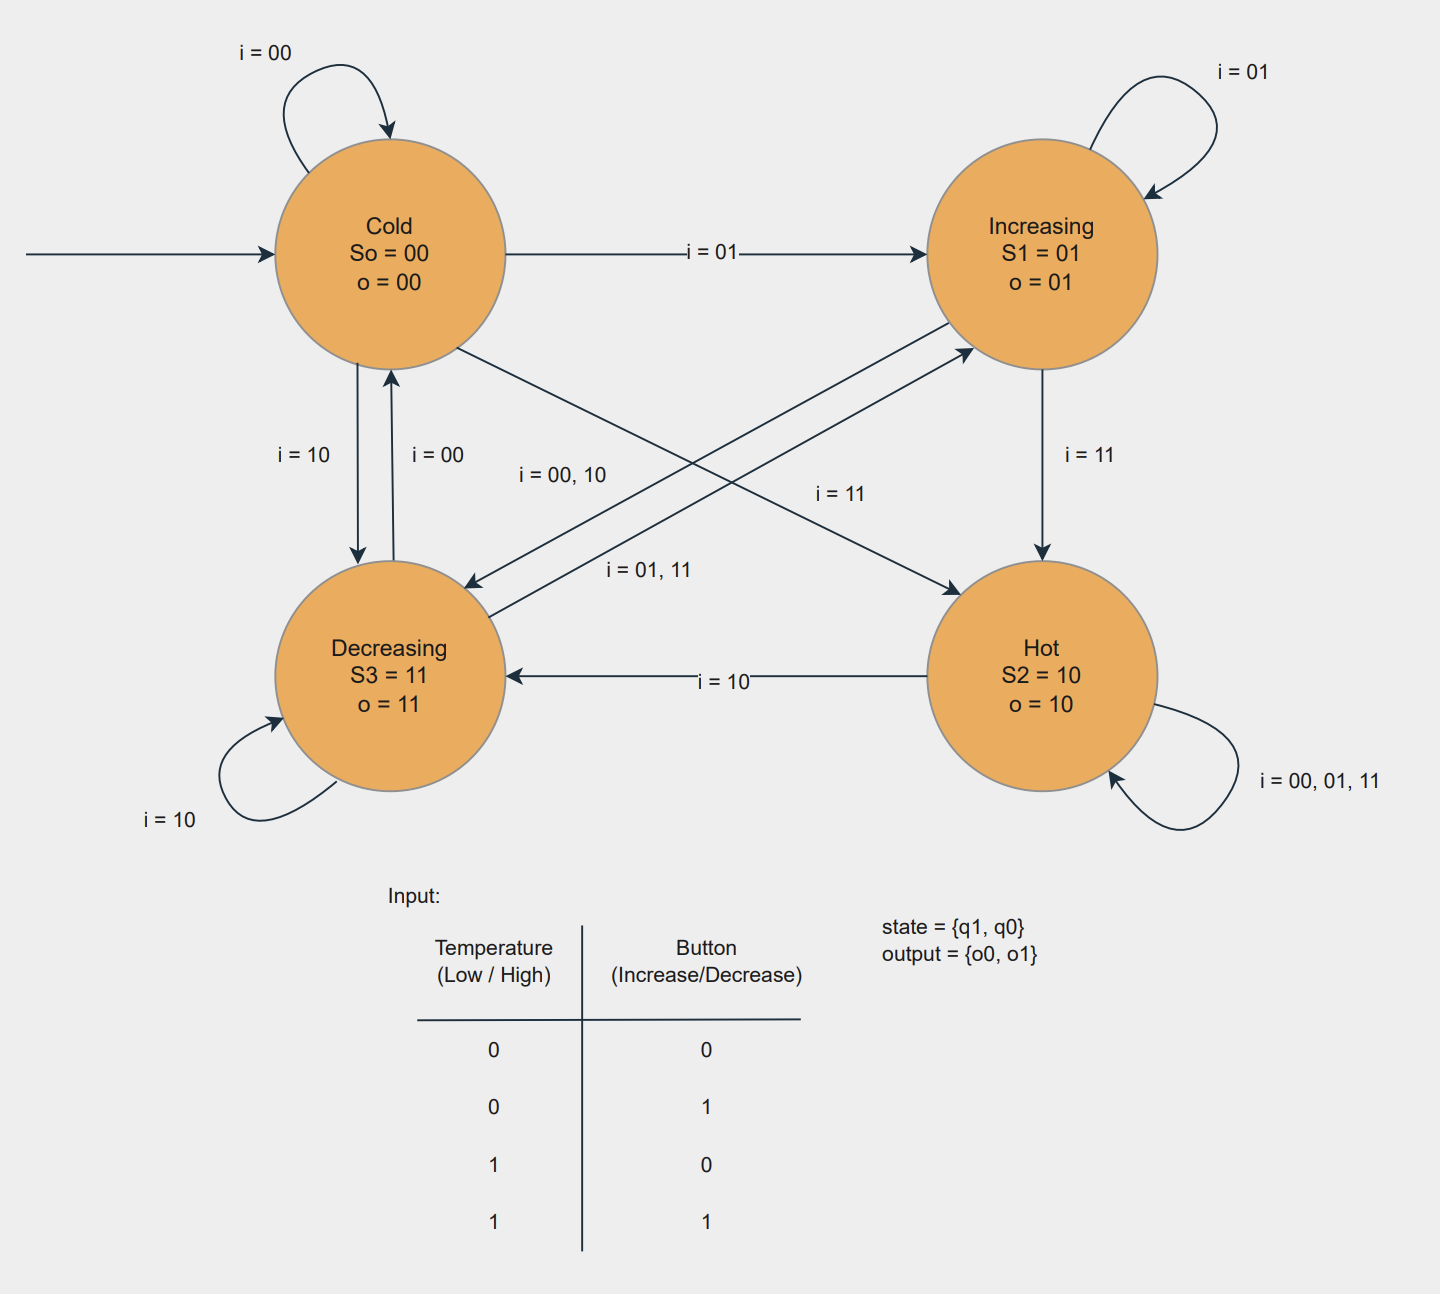 i = 00
i = 01
Cold
So = 00
o = 00
i = 01
Increasing
S1 = 01
o = 01
i = 10
i = 00
i = 00, 10
i = 11
i = 11
i = 01, 11
Decreasing
S3 = 11
o = 11
i = 10
Hot
S2 = 10
o = 10
i = 10
i = 00, 01, 11
Input:
Temperature
(Low / High)
Button
(Increase/Decrease)
state = {q1, q0}
output = {o0, o1}
0 0
0 1
1 0
1 1